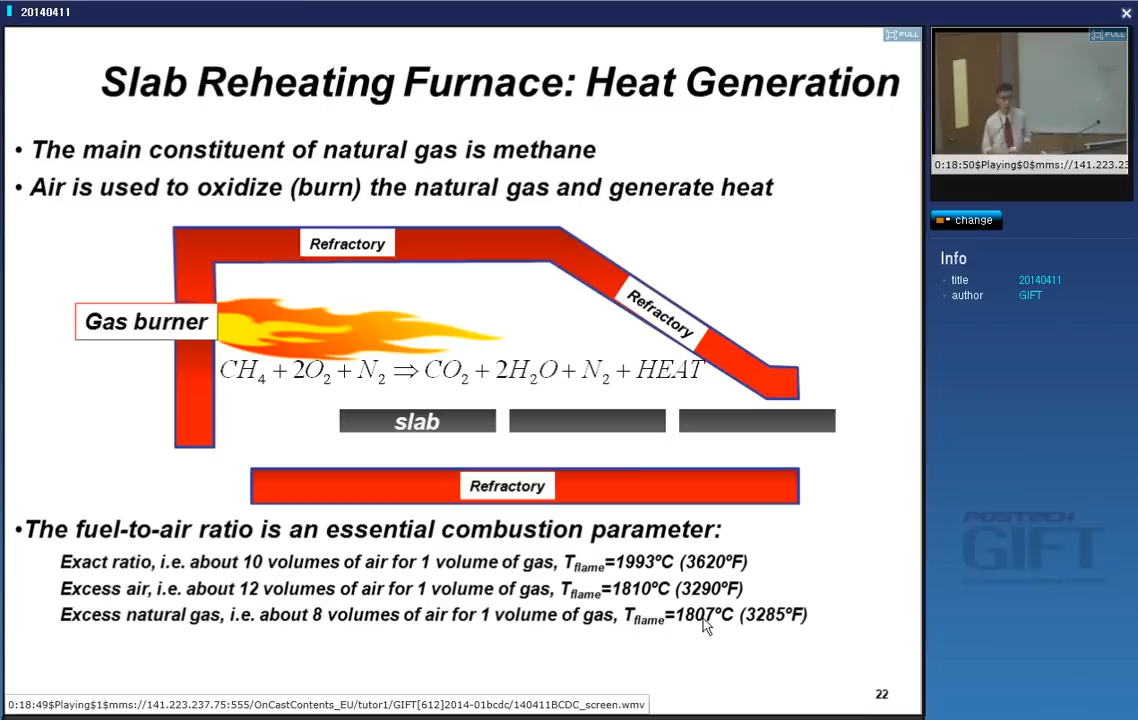 20140411
FULL
Slab Reheating Furnace: Heat Generation
• The main constituent of natural gas is methane
• Air is used to oxidize (burn) the natural gas and generate heat
Refractory
Refractory
Gas burner
CH4 + 2O2 + N2 ⇒ CO2 + 2H2O + N2 + HEAT
slab
Refractory
•The fuel-to-air ratio is an essential combustion parameter:
Exact ratio, i.e. about 10 volumes of air for 1 volume of gas, Tflame=1993ºC (3620ºF)
Excess air, i.e. about 12 volumes of air for 1 volume of gas, Tflame=1810ºC (3290ºF)
Excess natural gas, i.e. about 8 volumes of air for 1 volume of gas, Tflame=1807ºC (3285ºF)
22
0:18:49$Playing$1$mms://141.223.237.75:555/OnCastContents_EU/tutor1/GIFT[612]2014-01bcdc/140411BCDC_screen.wmv
FULL
0:18:50$Playing$0$mms://141.223.23
change
Info
title 20140411
author GIFT
POSTECH
GIFT